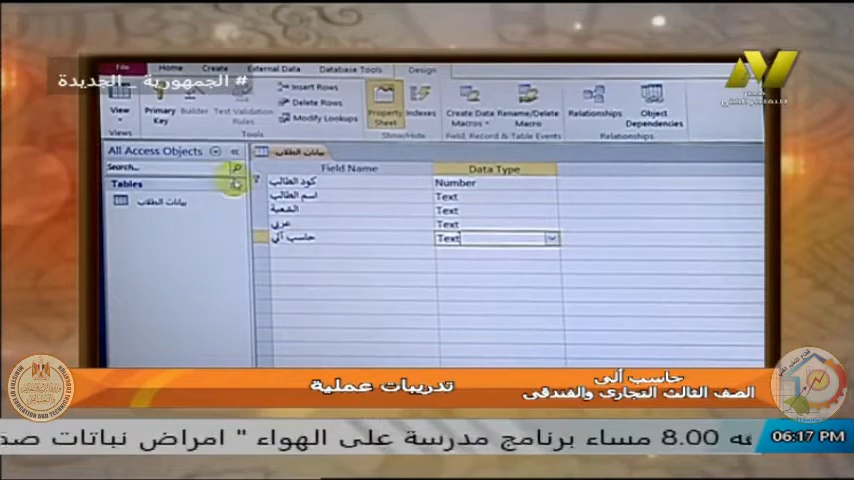 # الجمهورية _ الجديدة
File Home Create External Data Database Tools Design
View
Primary Key
Builder
Test Validation Rules
Insert Rows
Delete Rows
Modify Lookups
Property Sheet
Indexes
Create Data Macros
Rename/Delete Macro
Relationships
Object Dependencies
Views Tools Show/Hide Field, Record & Table Events Relationships
All Access Objects
Search...
Tables
بيانات الطلاب
بيانات الطلاب
Field Name Data Type
كود الطالب Number
اسم الطالب Text
الشعبة Text
عربي Text
حاسب آلي Text
حاسب ألى
الصف الثالث التجارى والفندقى
تدريبات عملية
مساء برنامج مدرسة على الهواء " امراض نباتات 8.00
06:17 PM